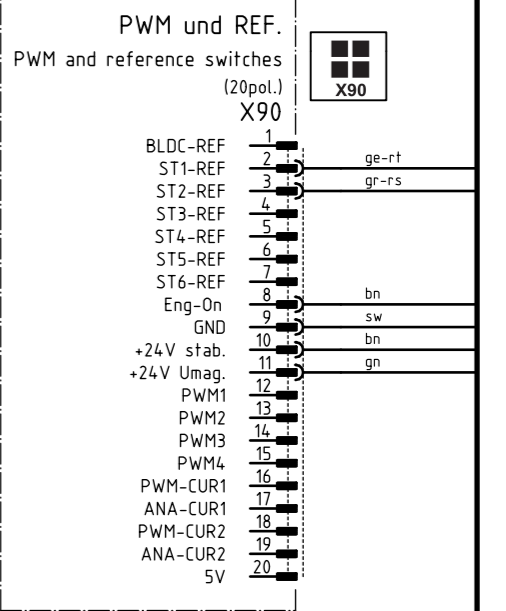 PWM und REF.
PWM and reference switches
(20pol.)
X90
X90
BLDC-REF 1
ST1-REF 2 ge-rt
ST2-REF 3 gr-rs
ST3-REF 4
ST4-REF 5
ST5-REF 6
ST6-REF 7
Eng-On 8 bn
GND 9 sw
+24V stab. 10 bn
+24V Umag. 11 gn
PWM1 12
PWM2 13
PWM3 14
PWM4 15
PWM-CUR1 16
ANA-CUR1 17
PWM-CUR2 18
ANA-CUR2 19
5V 20